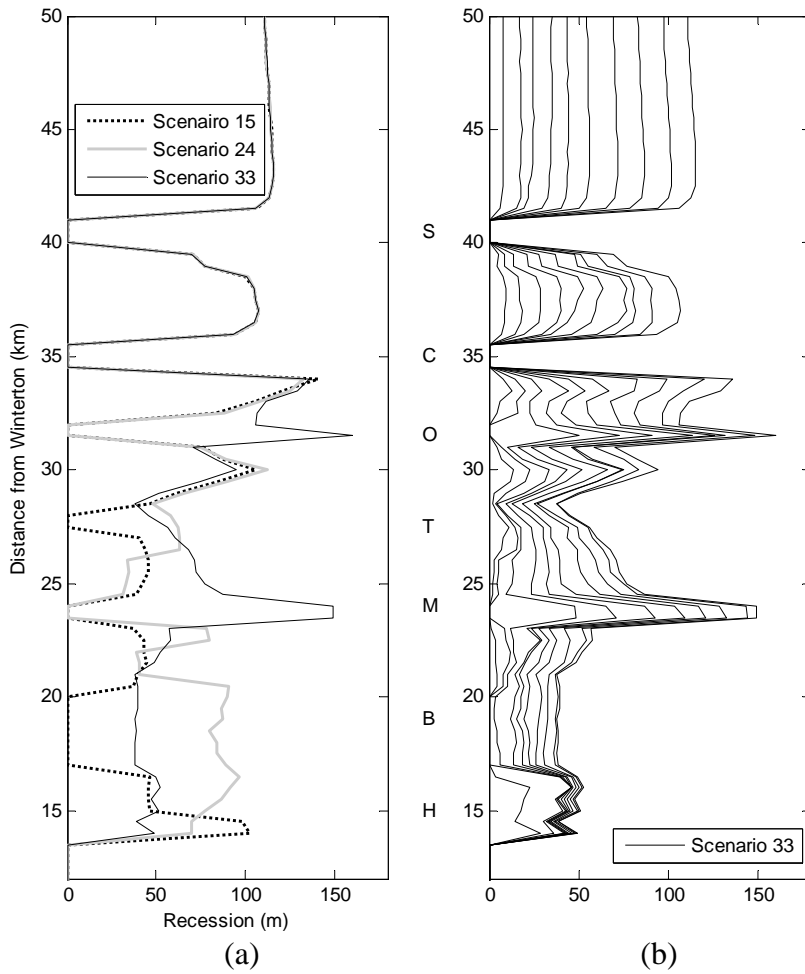 50
45
40
35
30
25
20
15
Distance from Winterton (km)
Scenairo 15
Scenario 24
Scenario 33
0
50
100
150
Recession (m)
(a)
S
C
O
T
M
B
H
50
45
40
35
30
25
20
15
Scenario 33
0
50
100
150
(b)